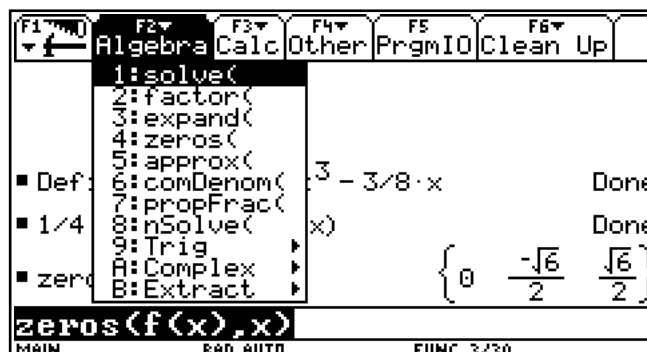 F1 F2 F3 F4 F5 F6
Algebra Calc Other PrgmIO Clean Up
1:solve(
2:factor(
3:expand(
4:zeros(
5:approx(
6:comDenom(
7:propFrac(
8:nSolve(
9:Trig
A:Complex
B:Extract
Def 3 - 3/8·x Done
1/4 x) Done
zero {0 -√6/2 √6/2
zeros(f(x),x)
MAIN RAD AUTO FUNC 3/30